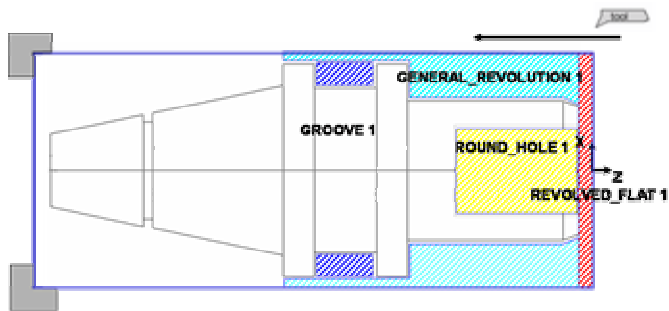 tool
GENERAL_REVOLUTION 1
GROOVE 1
ROUND_HOLE 1
X
Z
REVOLVED_FLAT 1